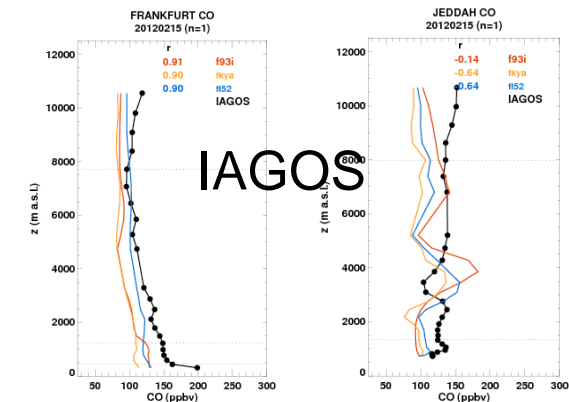 FRANKFURT CO
20120215 (n=1)
r
0.91 f93i
0.90 fkya
0.90 fl52
IAGOS
12000
10000
8000
6000
4000
2000
0
z (m a.s.l.)
50 100 150 200 250 300
CO (ppbv)
IAGOS
JEDDAH CO
20120215 (n=1)
r
-0.14 f93i
-0.64 fkya
-0.64 fl52
IAGOS
12000
10000
8000
6000
4000
2000
0
z (m a.s.l.)
50 100 150 200 250 300
CO (ppbv)